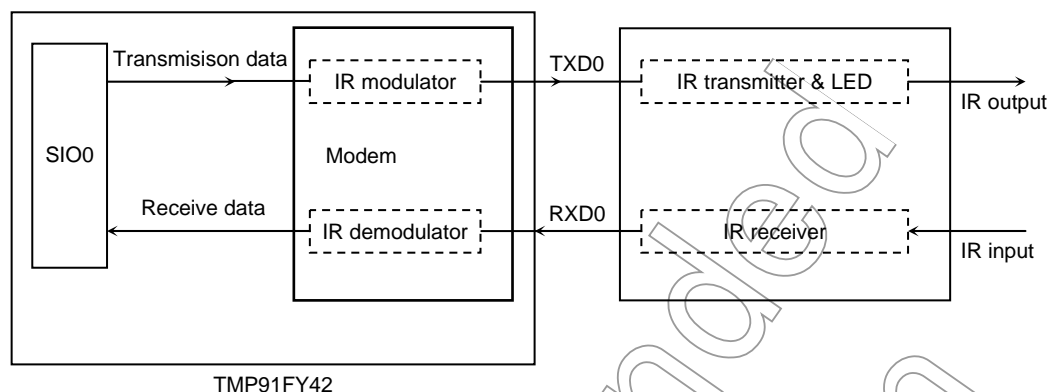 Transmisison data
TXD0
IR modulator
IR transmitter & LED
IR output
SIO0
Modem
Receive data
RXD0
IR demodulator
IR receiver
IR input
TMP91FY42